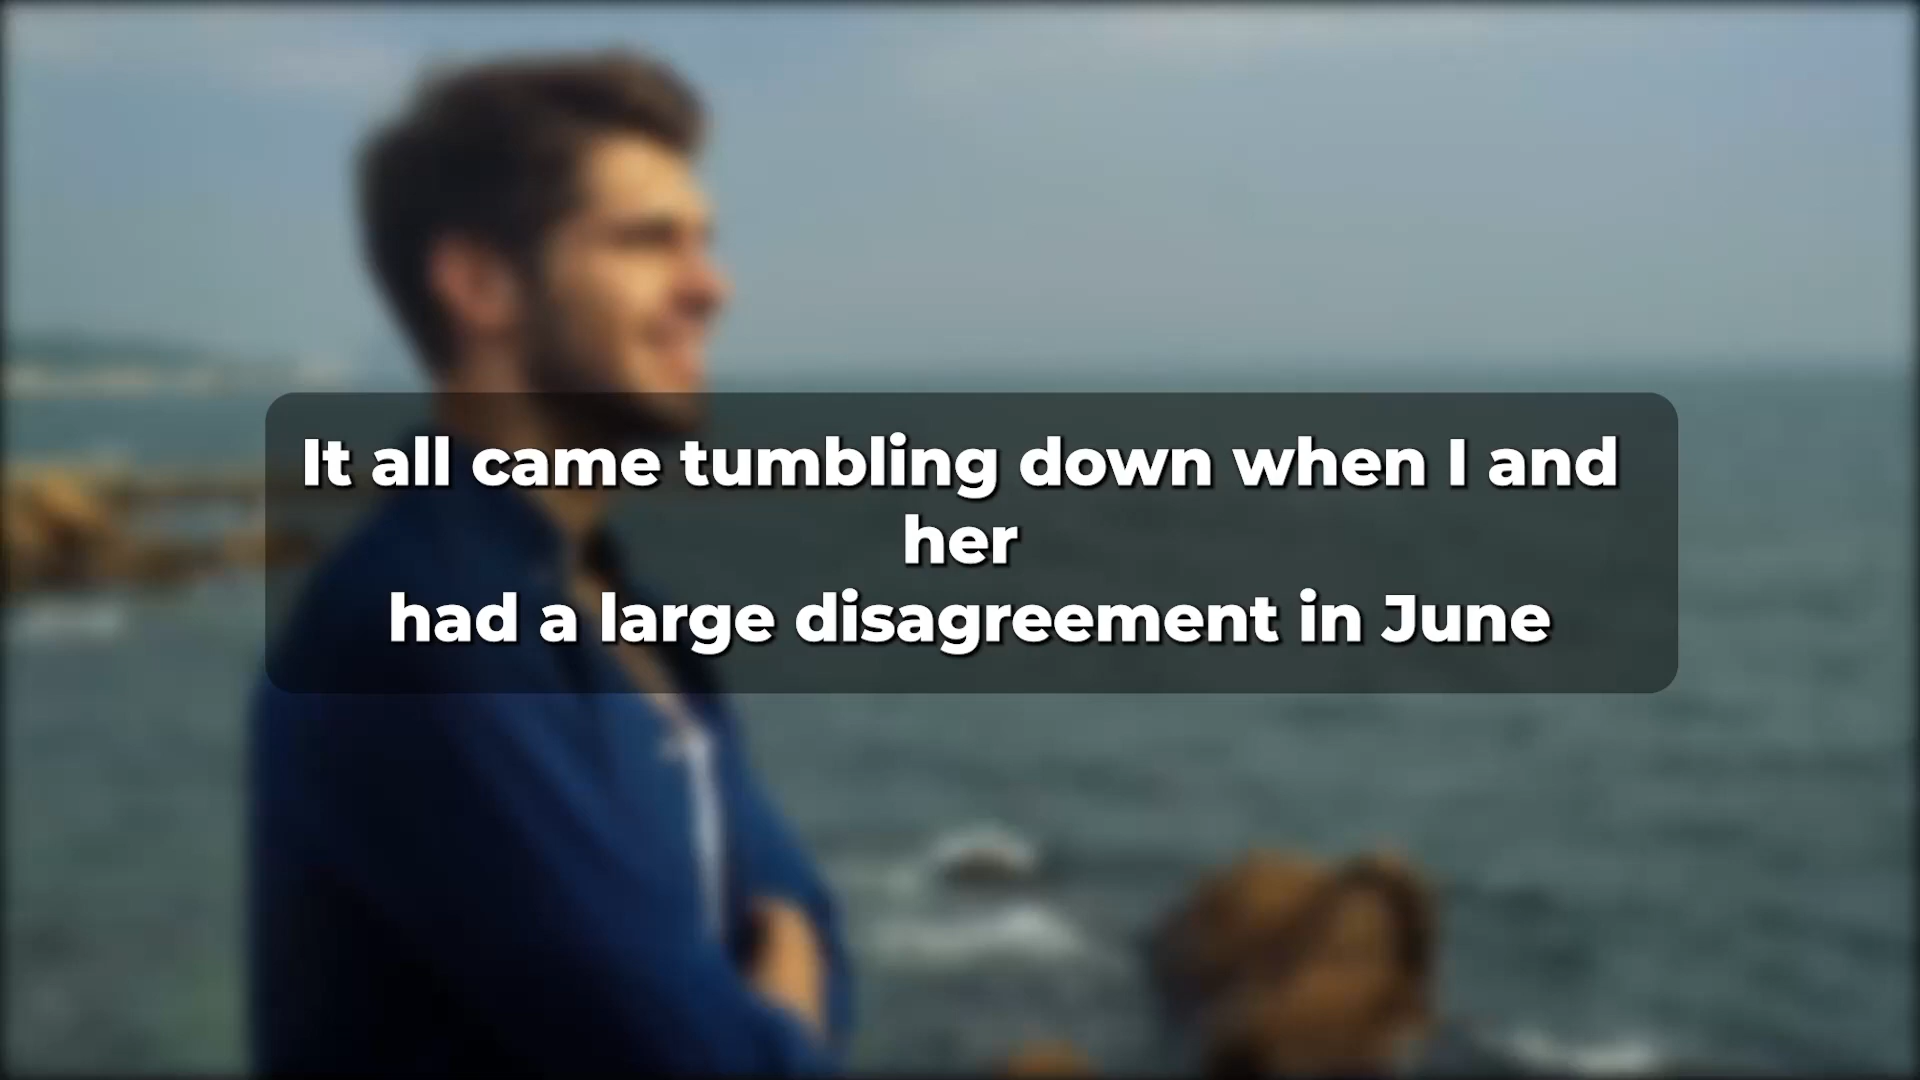 It all came tumbling down when I and
her
had a large disagreement in June